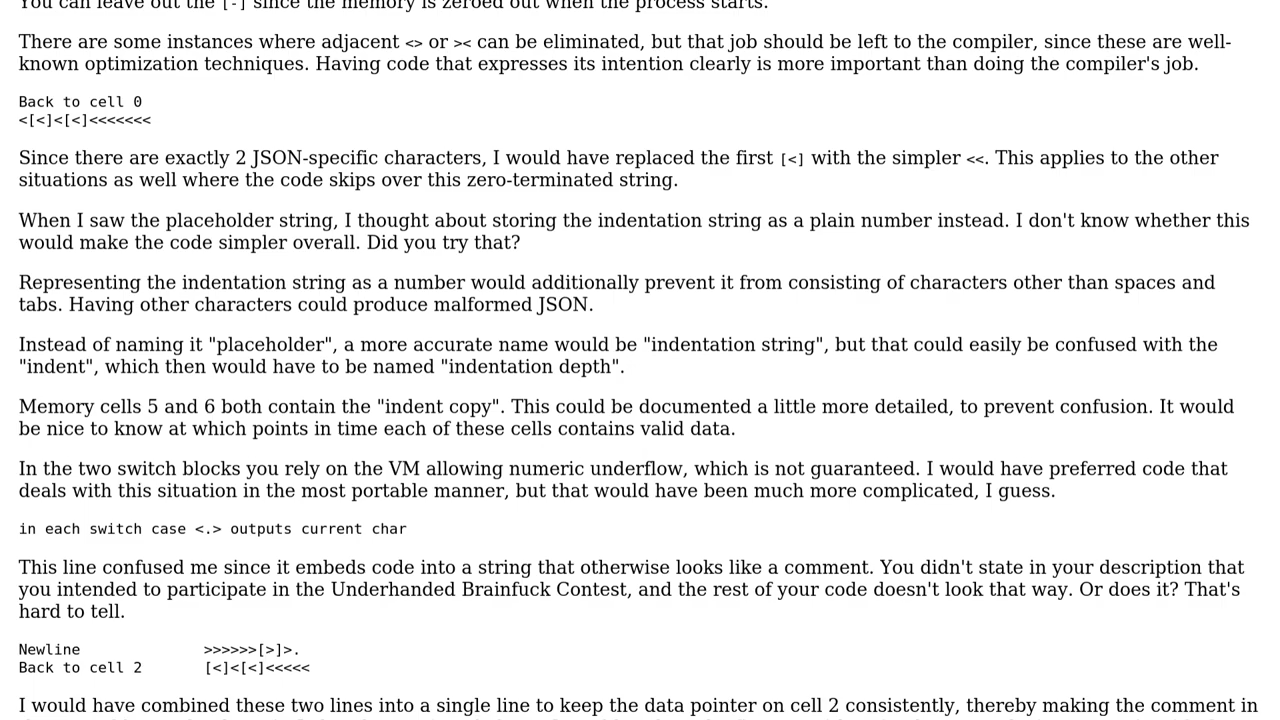 You can leave out the [-] since the memory is zeroed out when the process starts.
There are some instances where adjacent <> or >< can be eliminated, but that job should be left to the compiler, since these are well-
known optimization techniques. Having code that expresses its intention clearly is more important than doing the compiler's job.
Back to cell 0
<[<]<[<]<<<<<<<
Since there are exactly 2 JSON-specific characters, I would have replaced the first [<] with the simpler <<. This applies to the other
situations as well where the code skips over this zero-terminated string.
When I saw the placeholder string, I thought about storing the indentation string as a plain number instead. I don't know whether this
would make the code simpler overall. Did you try that?
Representing the indentation string as a number would additionally prevent it from consisting of characters other than spaces and
tabs. Having other characters could produce malformed JSON.
Instead of naming it "placeholder", a more accurate name would be "indentation string", but that could easily be confused with the
"indent", which then would have to be named "indentation depth".
Memory cells 5 and 6 both contain the "indent copy". This could be documented a little more detailed, to prevent confusion. It would
be nice to know at which points in time each of these cells contains valid data.
In the two switch blocks you rely on the VM allowing numeric underflow, which is not guaranteed. I would have preferred code that
deals with this situation in the most portable manner, but that would have been much more complicated, I guess.
in each switch case <.> outputs current char
This line confused me since it embeds code into a string that otherwise looks like a comment. You didn't state in your description that
you intended to participate in the Underhanded Brainfuck Contest, and the rest of your code doesn't look that way. Or does it? That's
hard to tell.
Newline >>>>>>[>]>.
Back to cell 2 [<]<[<]<<<<<
I would have combined these two lines into a single line to keep the data pointer on cell 2 consistently, thereby making the comment in